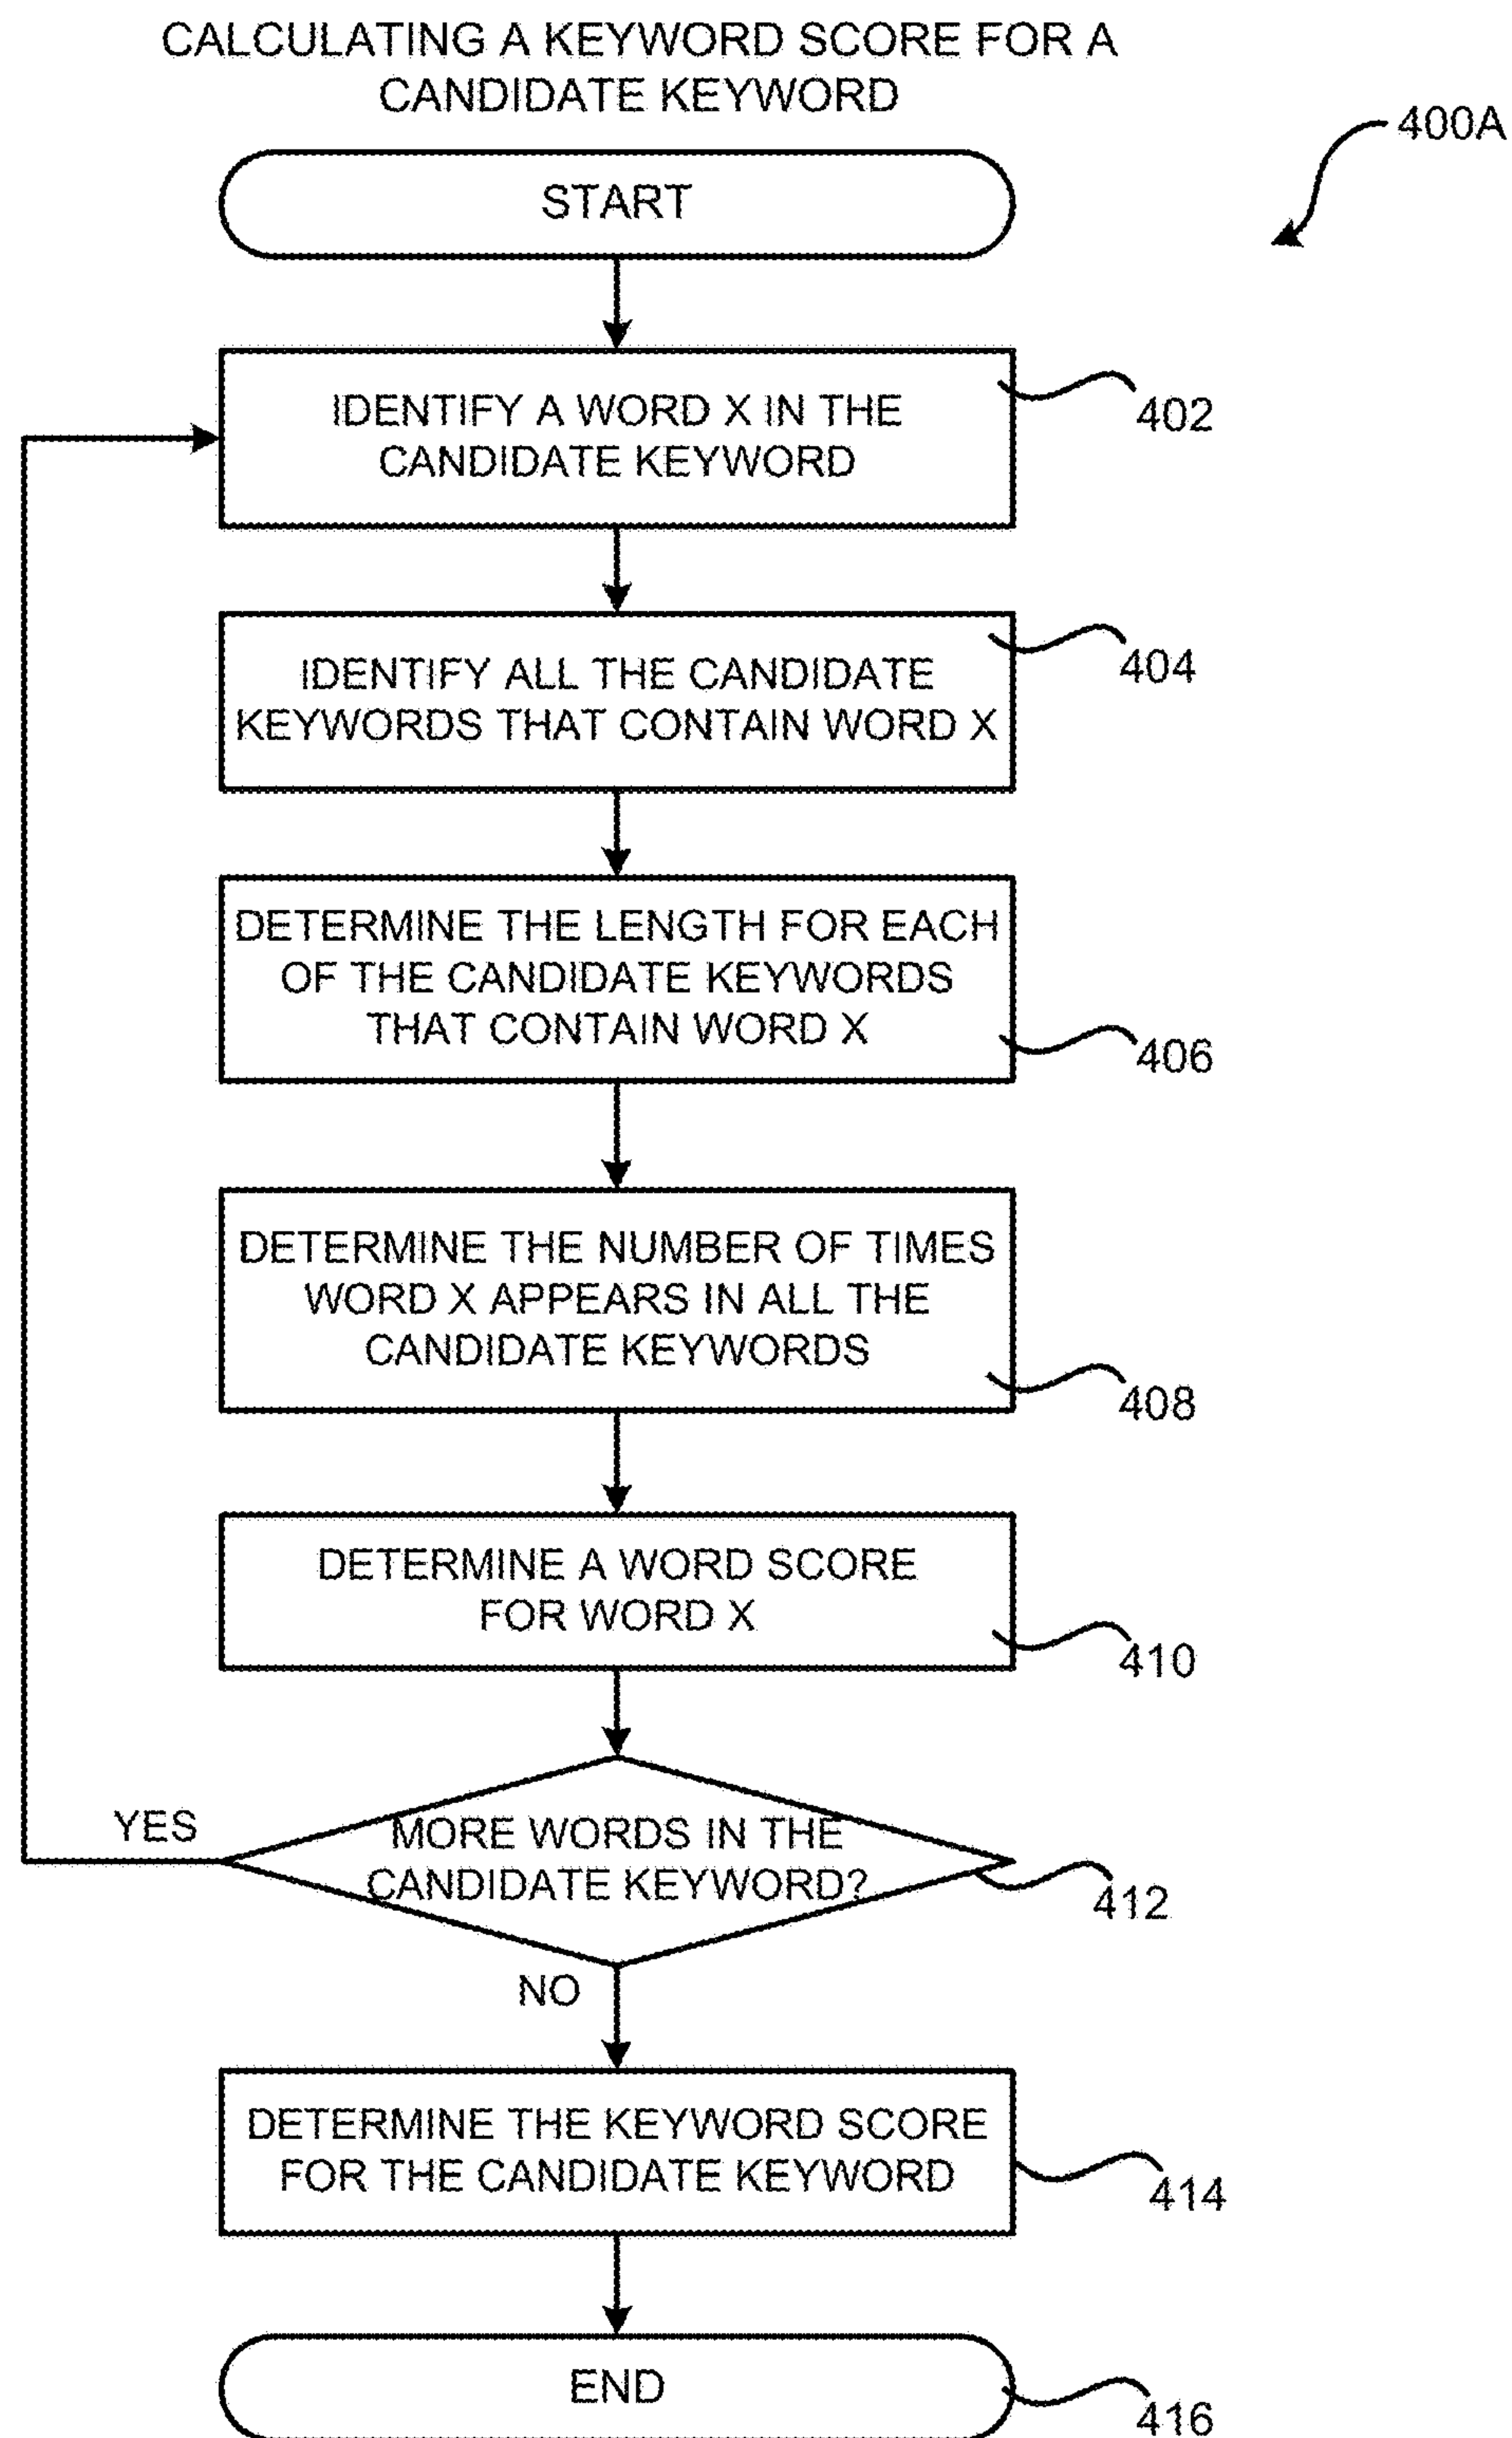 CALCULATING A KEYWORD SCORE FOR A
CANDIDATE KEYWORD
400A
START
IDENTIFY A WORD X IN THE
CANDIDATE KEYWORD
402
IDENTIFY ALL THE CANDIDATE
KEYWORDS THAT CONTAIN WORD X
404
DETERMINE THE LENGTH FOR EACH
OF THE CANDIDATE KEYWORDS
THAT CONTAIN WORD X
406
DETERMINE THE NUMBER OF TIMES
WORD X APPEARS IN ALL THE
CANDIDATE KEYWORDS
408
DETERMINE A WORD SCORE
FOR WORD X
410
YES
MORE WORDS IN THE
CANDIDATE KEYWORD?
412
NO
DETERMINE THE KEYWORD SCORE
FOR THE CANDIDATE KEYWORD
414
END
416